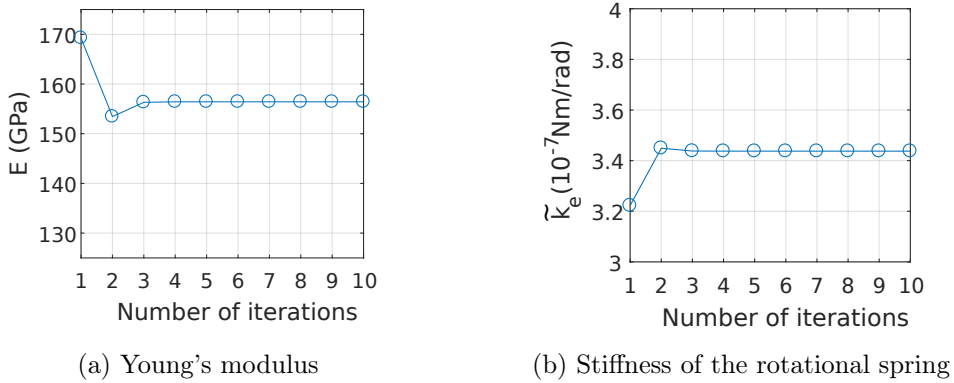 170
160
150
140
130
E (GPa)
1 2 3 4 5 6 7 8 9 10
Number of iterations
(a) Young's modulus
4
3.8
3.6
3.4
3.2
3
k̃ₑ(10⁻⁷Nm/rad)
1 2 3 4 5 6 7 8 9 10
Number of iterations
(b) Stiffness of the rotational spring